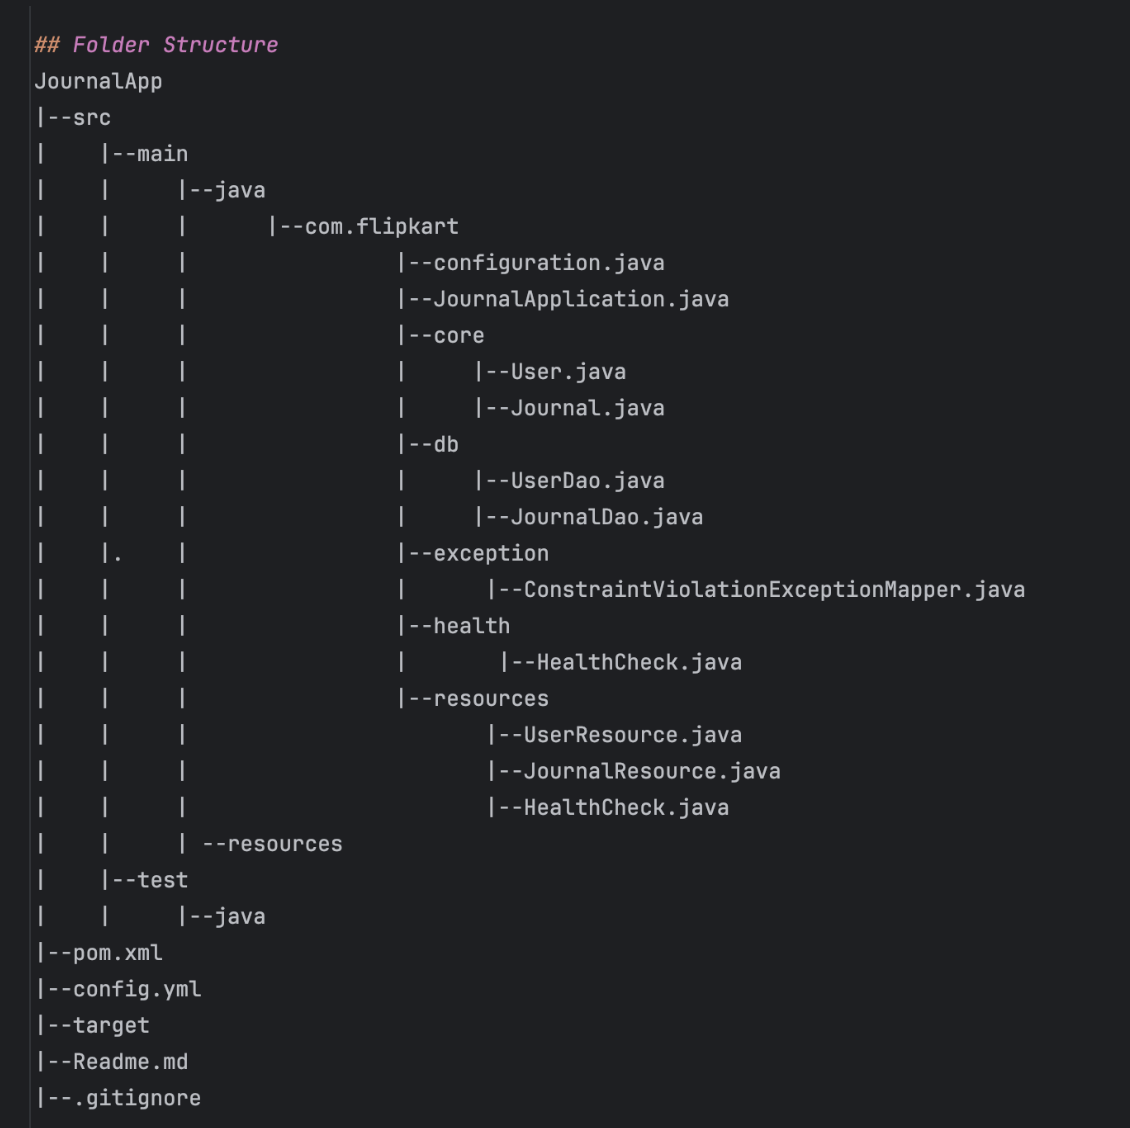 ## Folder Structure
JournalApp
|--src
|    |--main
|    |     |--java
|    |     |      |--com.flipkart
|    |     |                |--configuration.java
|    |     |                |--JournalApplication.java
|    |     |                |--core
|    |     |                |     |--User.java
|    |     |                |     |--Journal.java
|    |     |                |--db
|    |     |                |     |--UserDao.java
|    |     |                |     |--JournalDao.java
|    |.    |                |--exception
|    |     |                |      |--ConstraintViolationExceptionMapper.java
|    |     |                |--health
|    |     |                |       |--HealthCheck.java
|    |     |                |--resources
|    |     |                       |--UserResource.java
|    |     |                       |--JournalResource.java
|    |     |                       |--HealthCheck.java
|    |     | --resources
|    |--test
|    |     |--java
|--pom.xml
|--config.yml
|--target
|--Readme.md
|--.gitignore